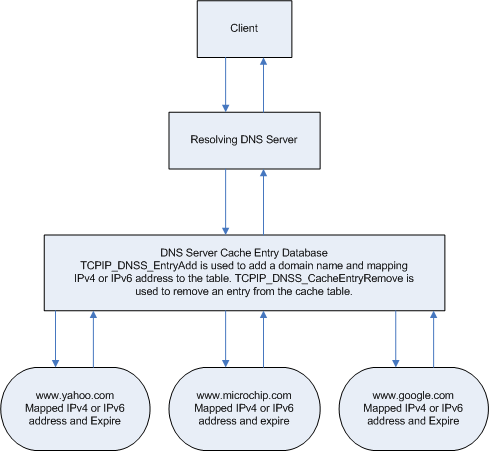 Client
Resolving DNS Server
DNS Server Cache Entry Database
TCPIP_DNSS_EntryAdd is used to add a domain name and mapping
IPv4 or IPv6 address to the table. TCPIP_DNSS_CacheEntryRemove is
used to remove an entry from the cache table.
www.yahoo.com
Mapped IPv4 or IPv6
address and Expire
www.microchip.com
Mapped IPv4 or IPv6
address and expire
www.google.com
Mapped IPv4 or IPv6
address and Expire